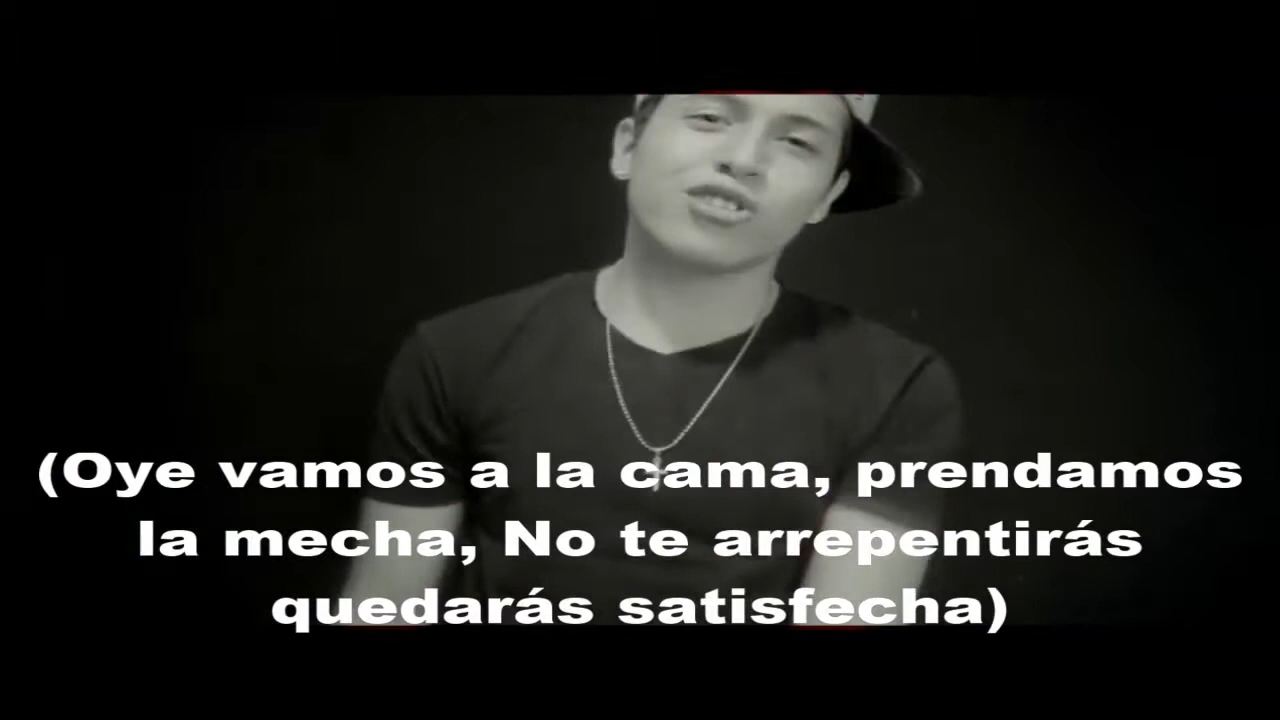 (Oye vamos a la cama, prendamos
la mecha, No te arrepentirás
quedarás satisfecha)